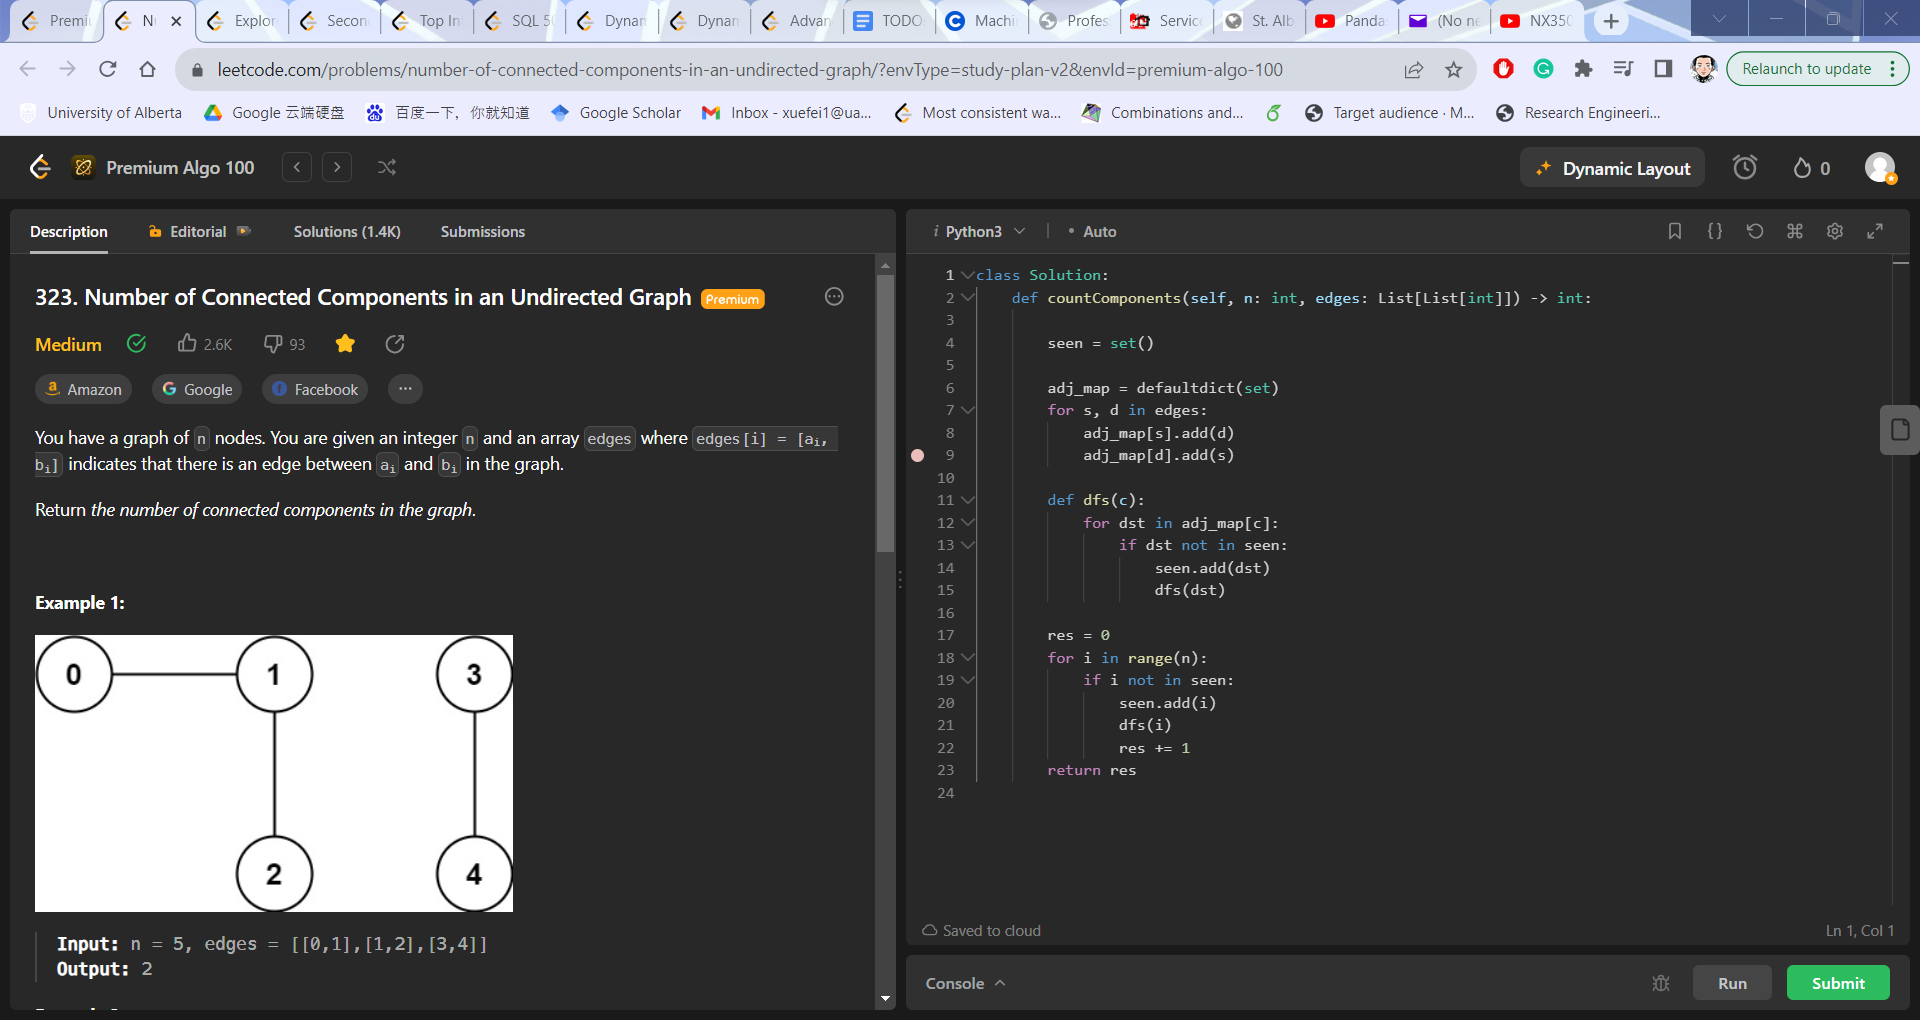 Premi
N
Explor
Secon
Top In
SQL 50
Dynan
Dynan
Advan
TODO
Machi
Profes
Service
St. Alb
Panda
(No ne
NX350
leetcode.com/problems/number-of-connected-components-in-an-undirected-graph/?envType=study-plan-v2&envId=premium-algo-100
Relaunch to update
University of Alberta
Google 云端硬盘
百度一下，你就知道
Google Scholar
Inbox - xuefei1@ua...
Most consistent wa...
Combinations and...
Target audience · M...
Research Engineeri...
Premium Algo 100
Dynamic Layout
0
Description
Editorial
Solutions (1.4K)
Submissions
323. Number of Connected Components in an Undirected Graph Premium
Medium
2.6K
93
Amazon
Google
Facebook
You have a graph of n nodes. You are given an integer n and an array edges where edges[i] = [ai,
bi] indicates that there is an edge between ai and bi in the graph.
Return the number of connected components in the graph.
Example 1:
0
1
3
2
4
Input: n = 5, edges = [[0,1],[1,2],[3,4]]
Output: 2
i Python3
• Auto
1 class Solution:
2 def countComponents(self, n: int, edges: List[List[int]]) -> int:
3
4 seen = set()
5
6 adj_map = defaultdict(set)
7 for s, d in edges:
8 adj_map[s].add(d)
9 adj_map[d].add(s)
10
11 def dfs(c):
12 for dst in adj_map[c]:
13 if dst not in seen:
14 seen.add(dst)
15 dfs(dst)
16
17 res = 0
18 for i in range(n):
19 if i not in seen:
20 seen.add(i)
21 dfs(i)
22 res += 1
23 return res
24
Saved to cloud
Ln 1, Col 1
Console
Run
Submit